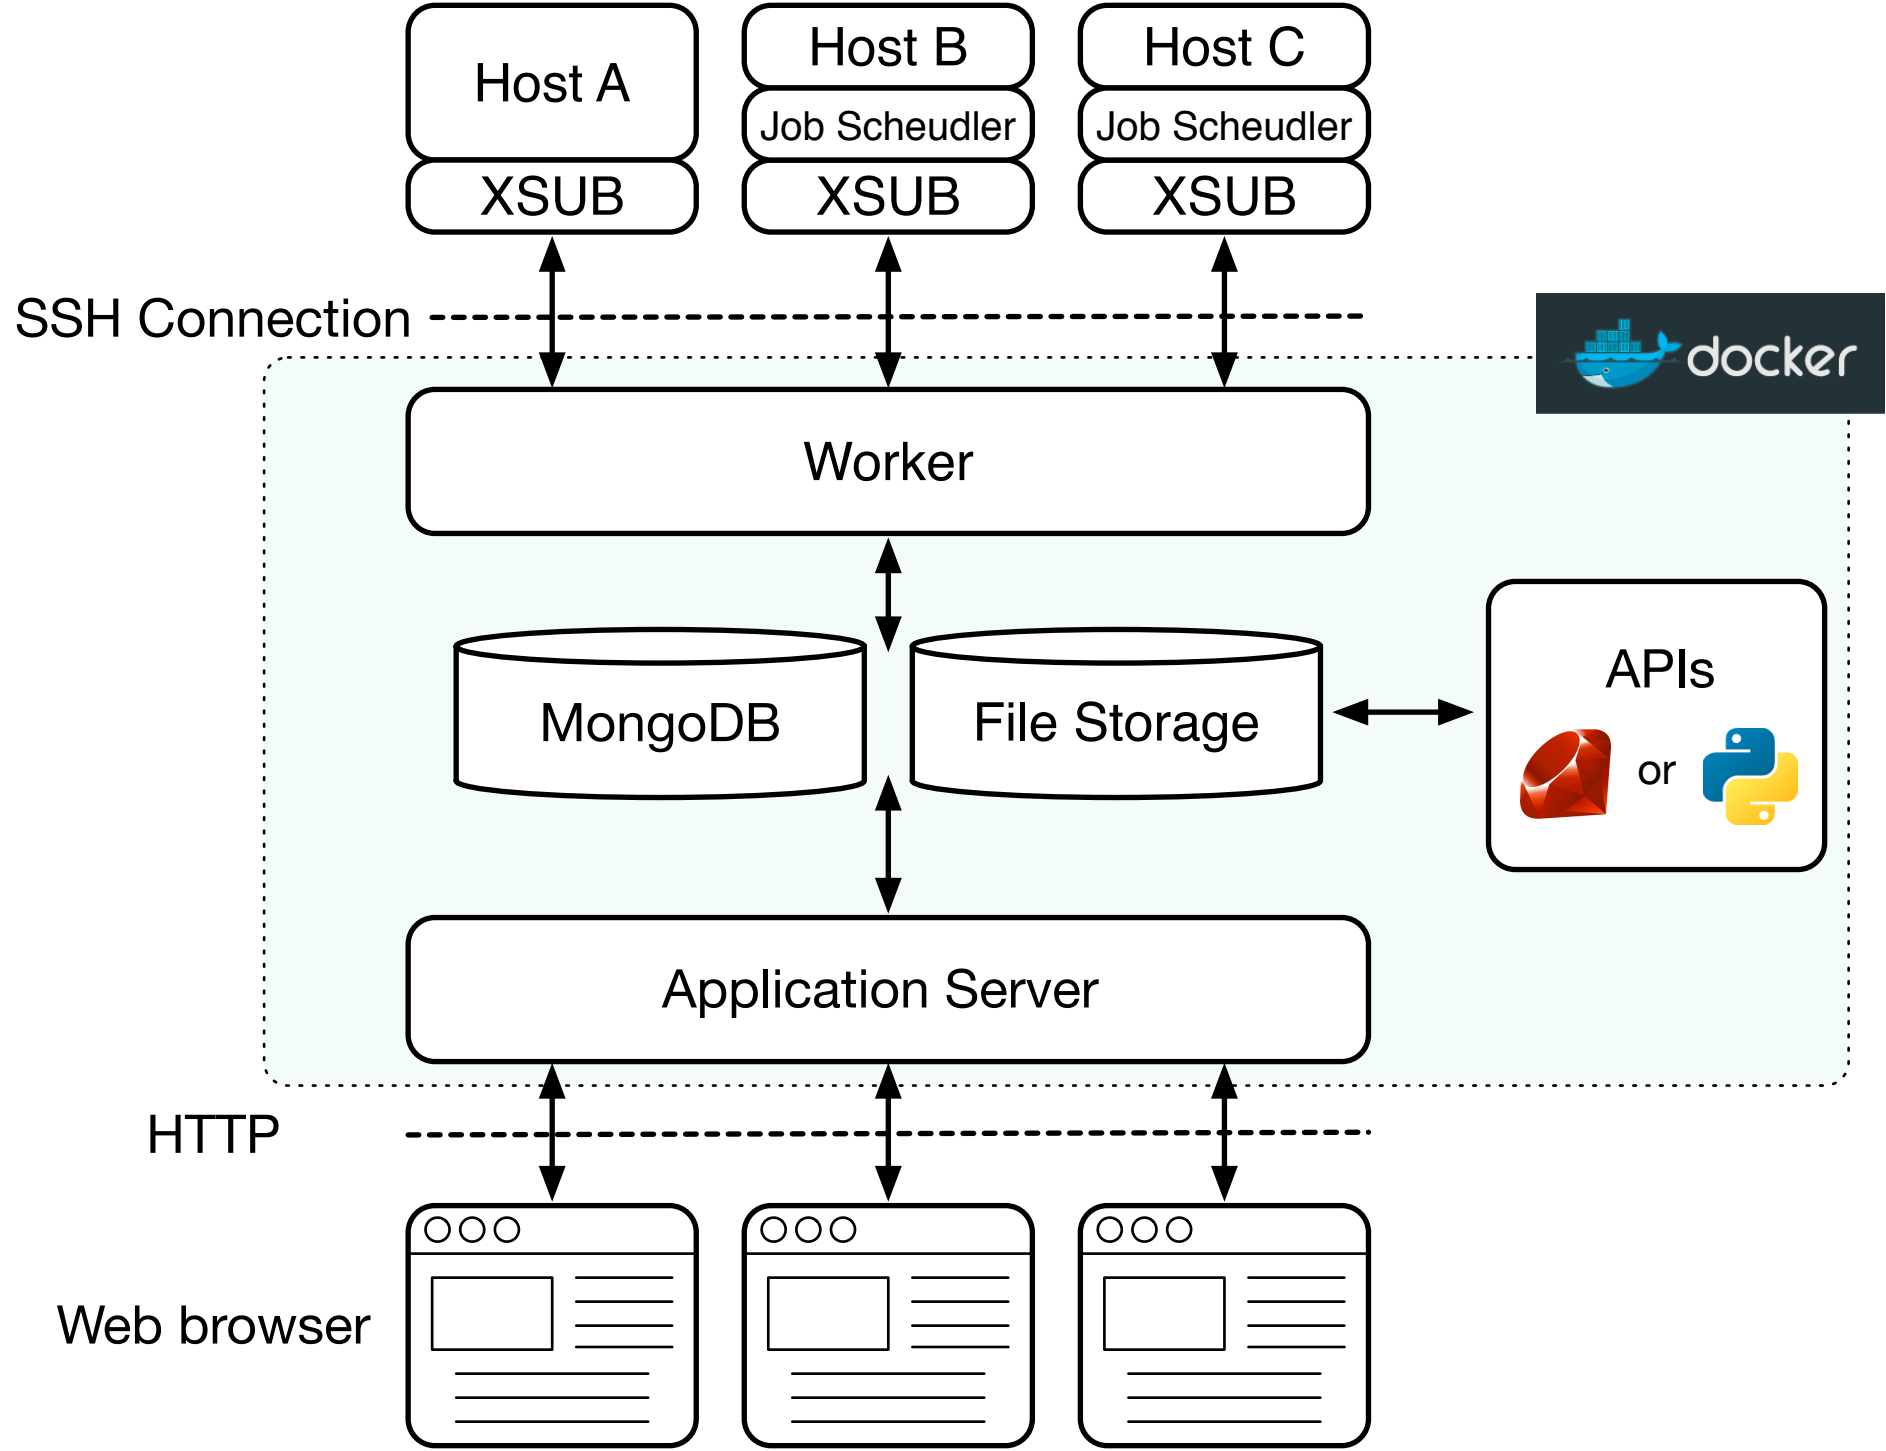 Host A
Host B
Host C
Job Scheudler
Job Scheudler
XSUB
XSUB
XSUB
SSH Connection
docker
Worker
MongoDB
File Storage
APIs
or
Application Server
HTTP
Web browser